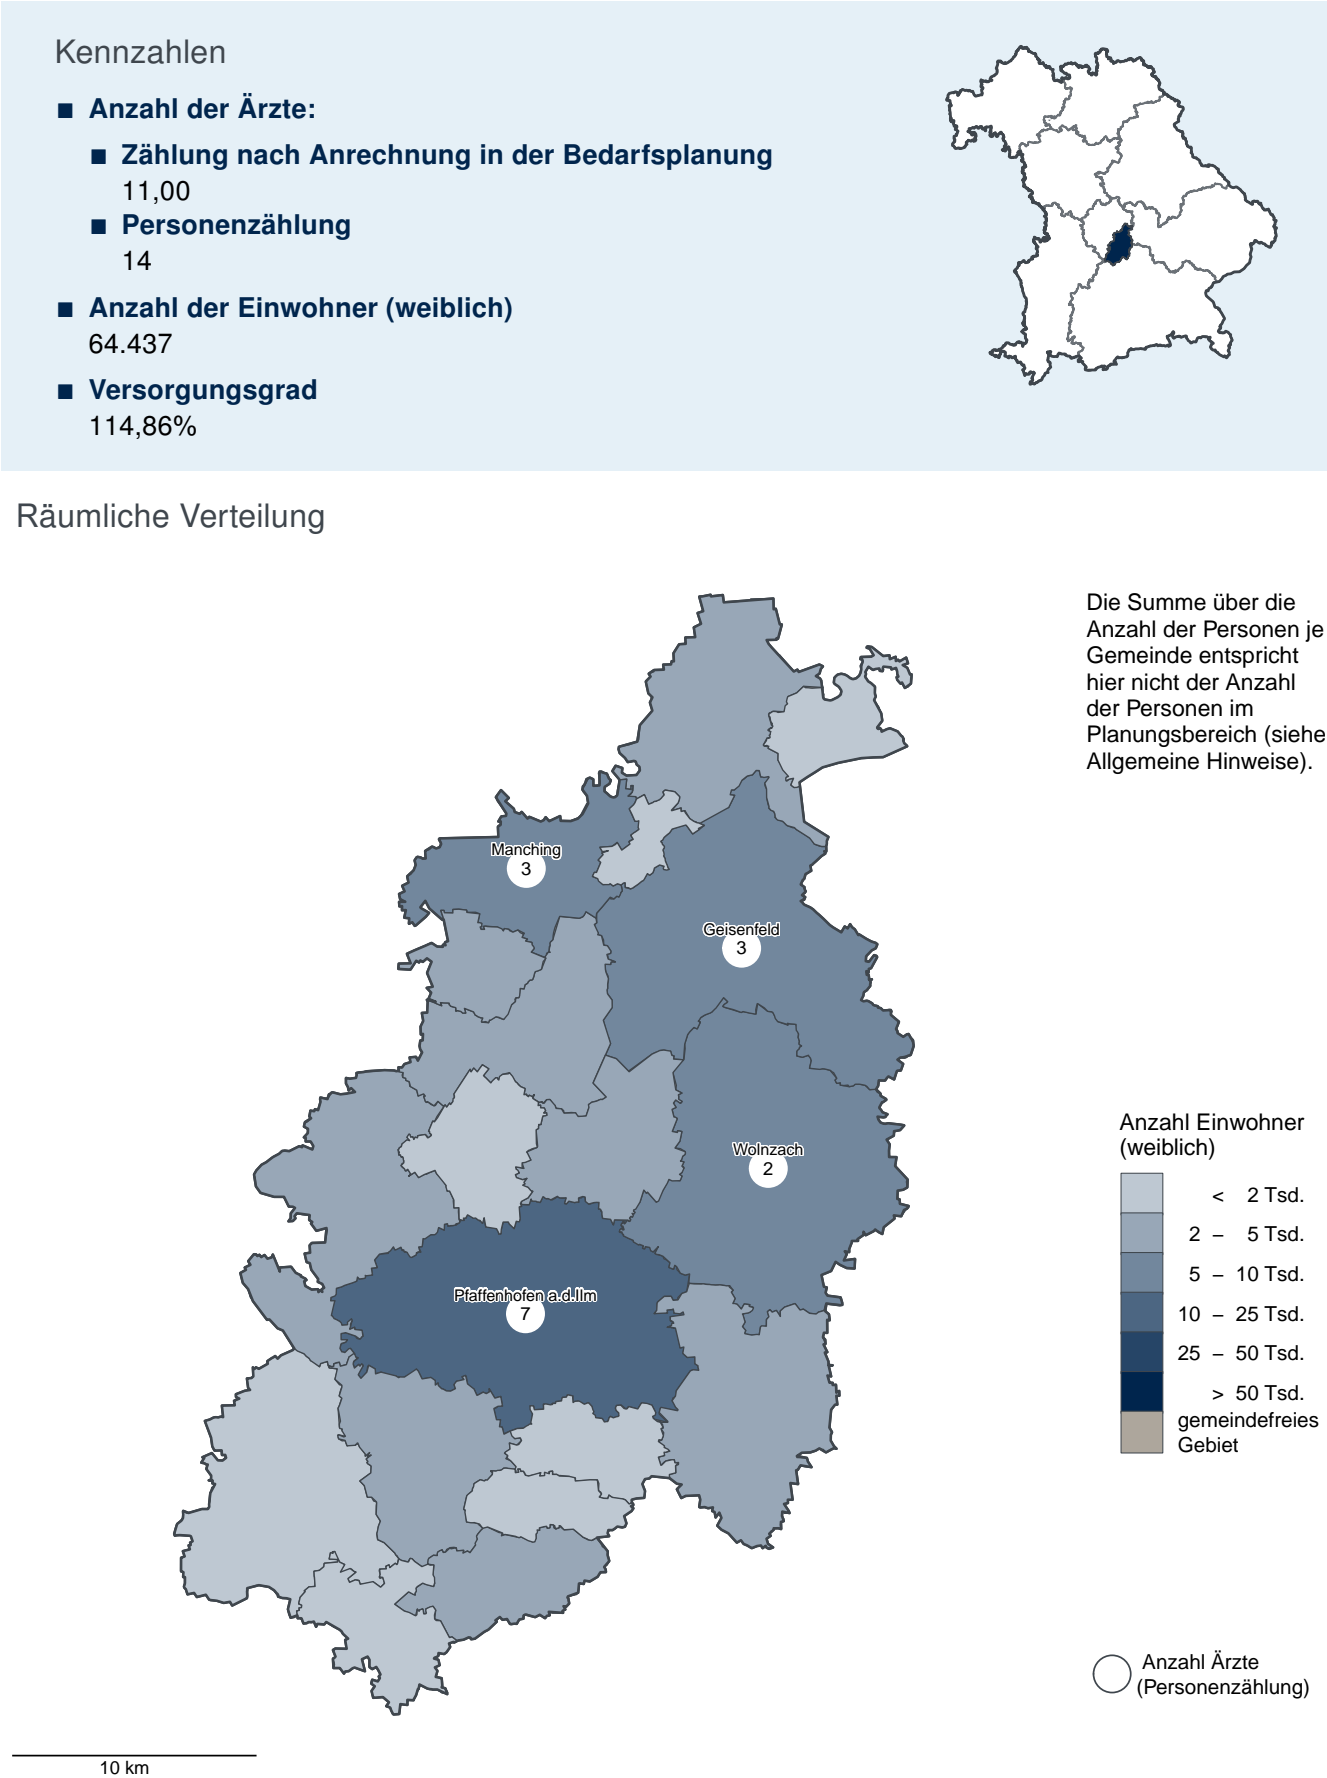 Kennzahlen
■ Anzahl der Ärzte:
■ Zählung nach Anrechnung in der Bedarfsplanung
11,00
■ Personenzählung
14
■ Anzahl der Einwohner (weiblich)
64.437
■ Versorgungsgrad
114,86%
Räumliche Verteilung
Die Summe über die
Anzahl der Personen je
Gemeinde entspricht
hier nicht der Anzahl
der Personen im
Planungsbereich (siehe
Allgemeine Hinweise).
Manching
3
Geisenfeld
3
Wolnzach
2
Pfaffenhofen a.d.Ilm
7
Anzahl Einwohner
(weiblich)
< 2 Tsd.
2 – 5 Tsd.
5 – 10 Tsd.
10 – 25 Tsd.
25 – 50 Tsd.
> 50 Tsd.
gemeindefreies
Gebiet
Anzahl Ärzte
(Personenzählung)
10 km